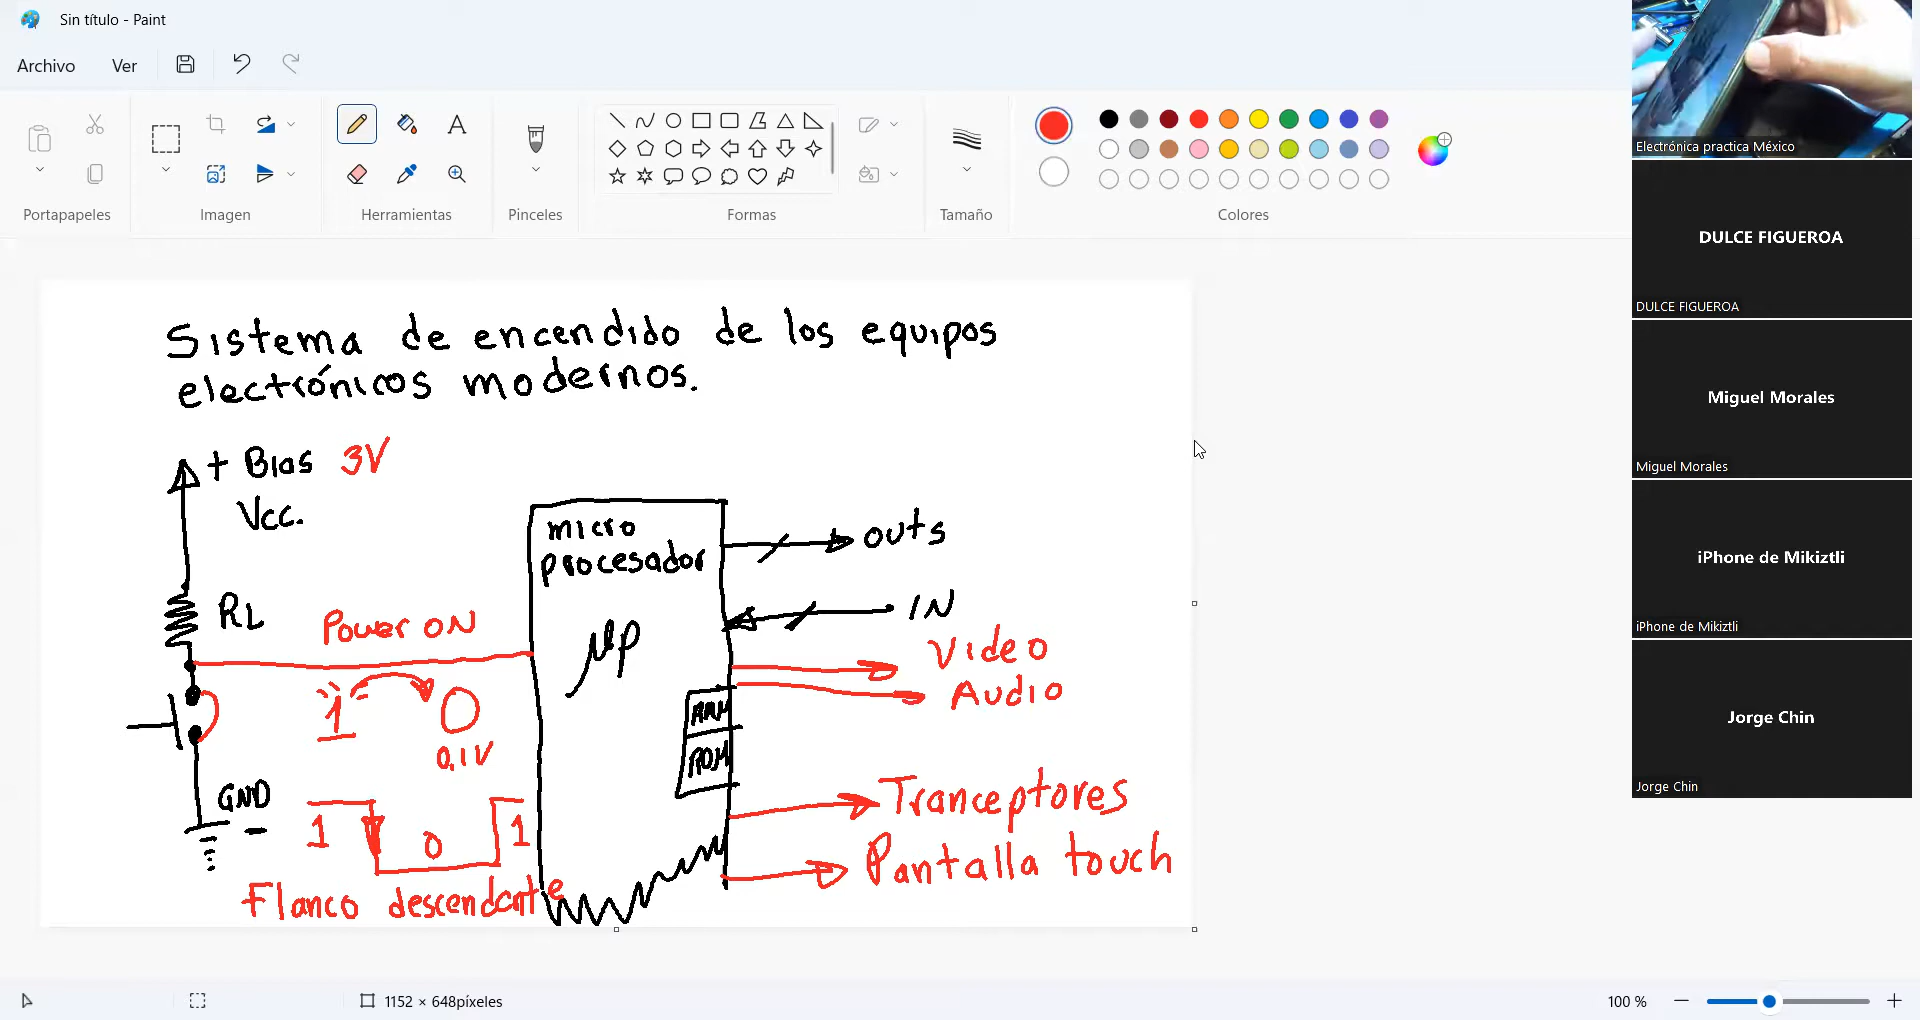 Sin título - Paint
Archivo
Ver
Portapapeles
Imagen
Herramientas
Pinceles
Formas
Tamaño
Colores
Sistema de encendido de los equipos
electrónicos modernos.
+ Bias 3V
Vcc.
RL
Power ON
1
0
0,1V
GND
1
0
1
Flanco descendente
micro
procesador
μp
RAM
ROM
outs
IN
Video
Audio
Tranceptores
Pantalla touch
Electrónica practica México
DULCE FIGUEROA
DULCE FIGUEROA
Miguel Morales
Miguel Morales
iPhone de Mikiztli
iPhone de Mikiztli
Jorge Chin
Jorge Chin
1152 × 648píxeles
100 %